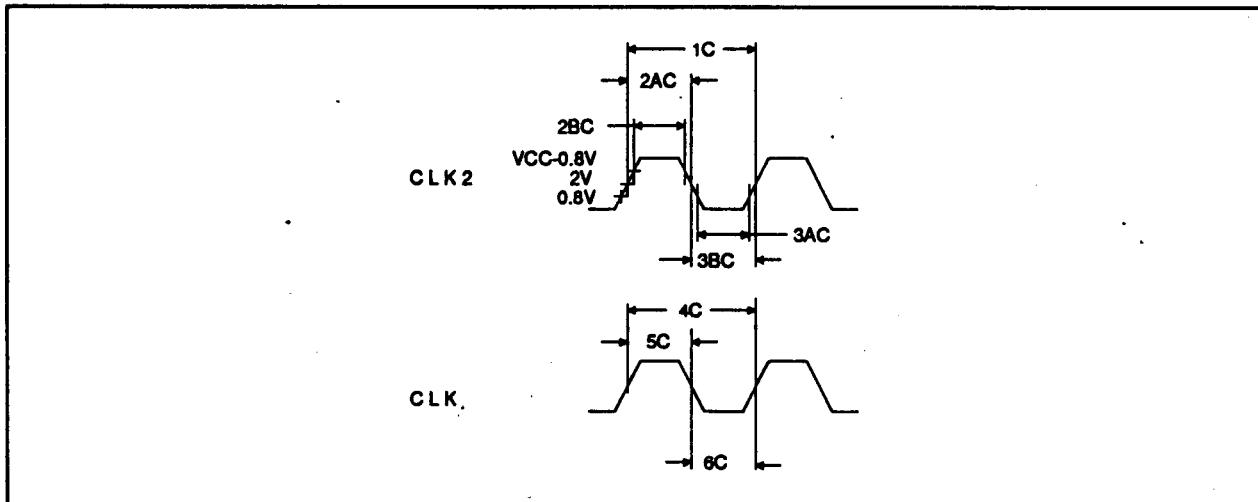 1C
2AC
2BC
VCC-0.8V
CLK2
2V
0.8V
3AC
3BC
4C
5C
CLK
6C